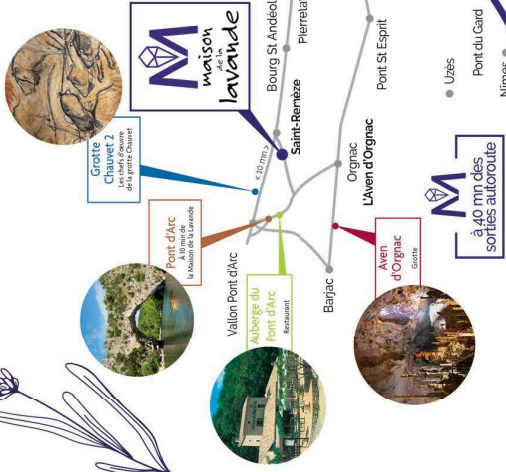 Grotte
Chauvet 2
Les chefs d'œuvre
de la grotte Chauvet
maison
de la
lavande
< 10 mn >
Bourg St Andéol
Saint-Remèze
Pont d'Arc
À 10 min de
la Maison de la Lavande
Vallon Pont d'Arc
Auberge du
Pont d'Arc
Restaurant
Orgnac
L'Aven d'Orgnac
Pont St Esprit
Barjac
Aven
d'Orgnac
Grotte
Uzès
Pont du Gard
à 40 mn des
sorties autoroute